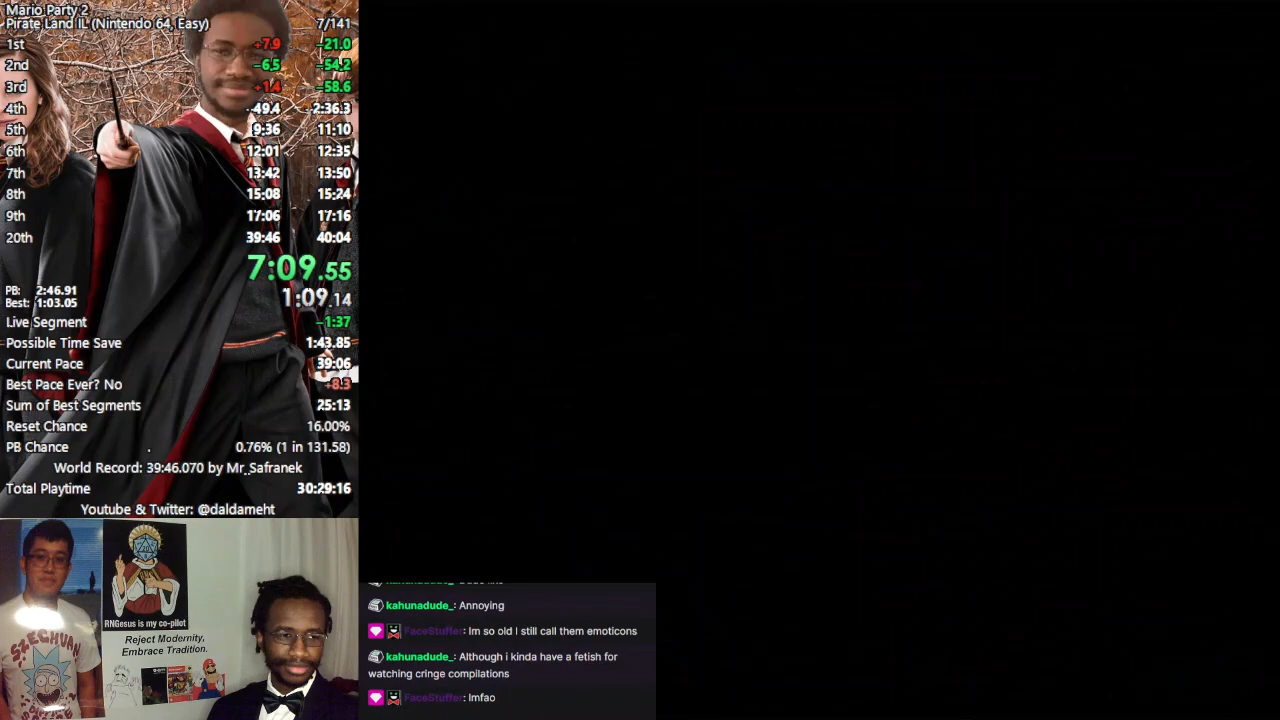 Mario Party 2
Pirate Land IL (Nintendo 64, Easy) 7/141
1st +7.9 -21.0
2nd -6.5 -54.2
3rd +1.4 -58.6
4th -49.4 -2:36.3
5th 9:36 11:10
6th 12:01 12:35
7th 13:42 13:50
8th 15:08 15:24
9th 17:06 17:16
20th 39:46 40:04
7:09.55
PB: 2:46.91
Best: 1:03.05
1:09.14
Live Segment -1:37
Possible Time Save 1:43.85
Current Pace 39:06
Best Pace Ever? No +8.3
Sum of Best Segments 25:13
Reset Chance 16.00%
PB Chance 0.76% (1 in 131.58)
World Record: 39:46.070 by Mr_Safranek
Total Playtime 30:29:16
Youtube & Twitter: @daldameht
SZECHUAN
RNGesus is my co-pilot
Reject Modernity,
Embrace Tradition.
kahunadude_: Annoying
FaceStuffer: Im so old I still call them emoticons
kahunadude_: Although i kinda have a fetish for
watching cringe compilations
FaceStuffer: lmfao